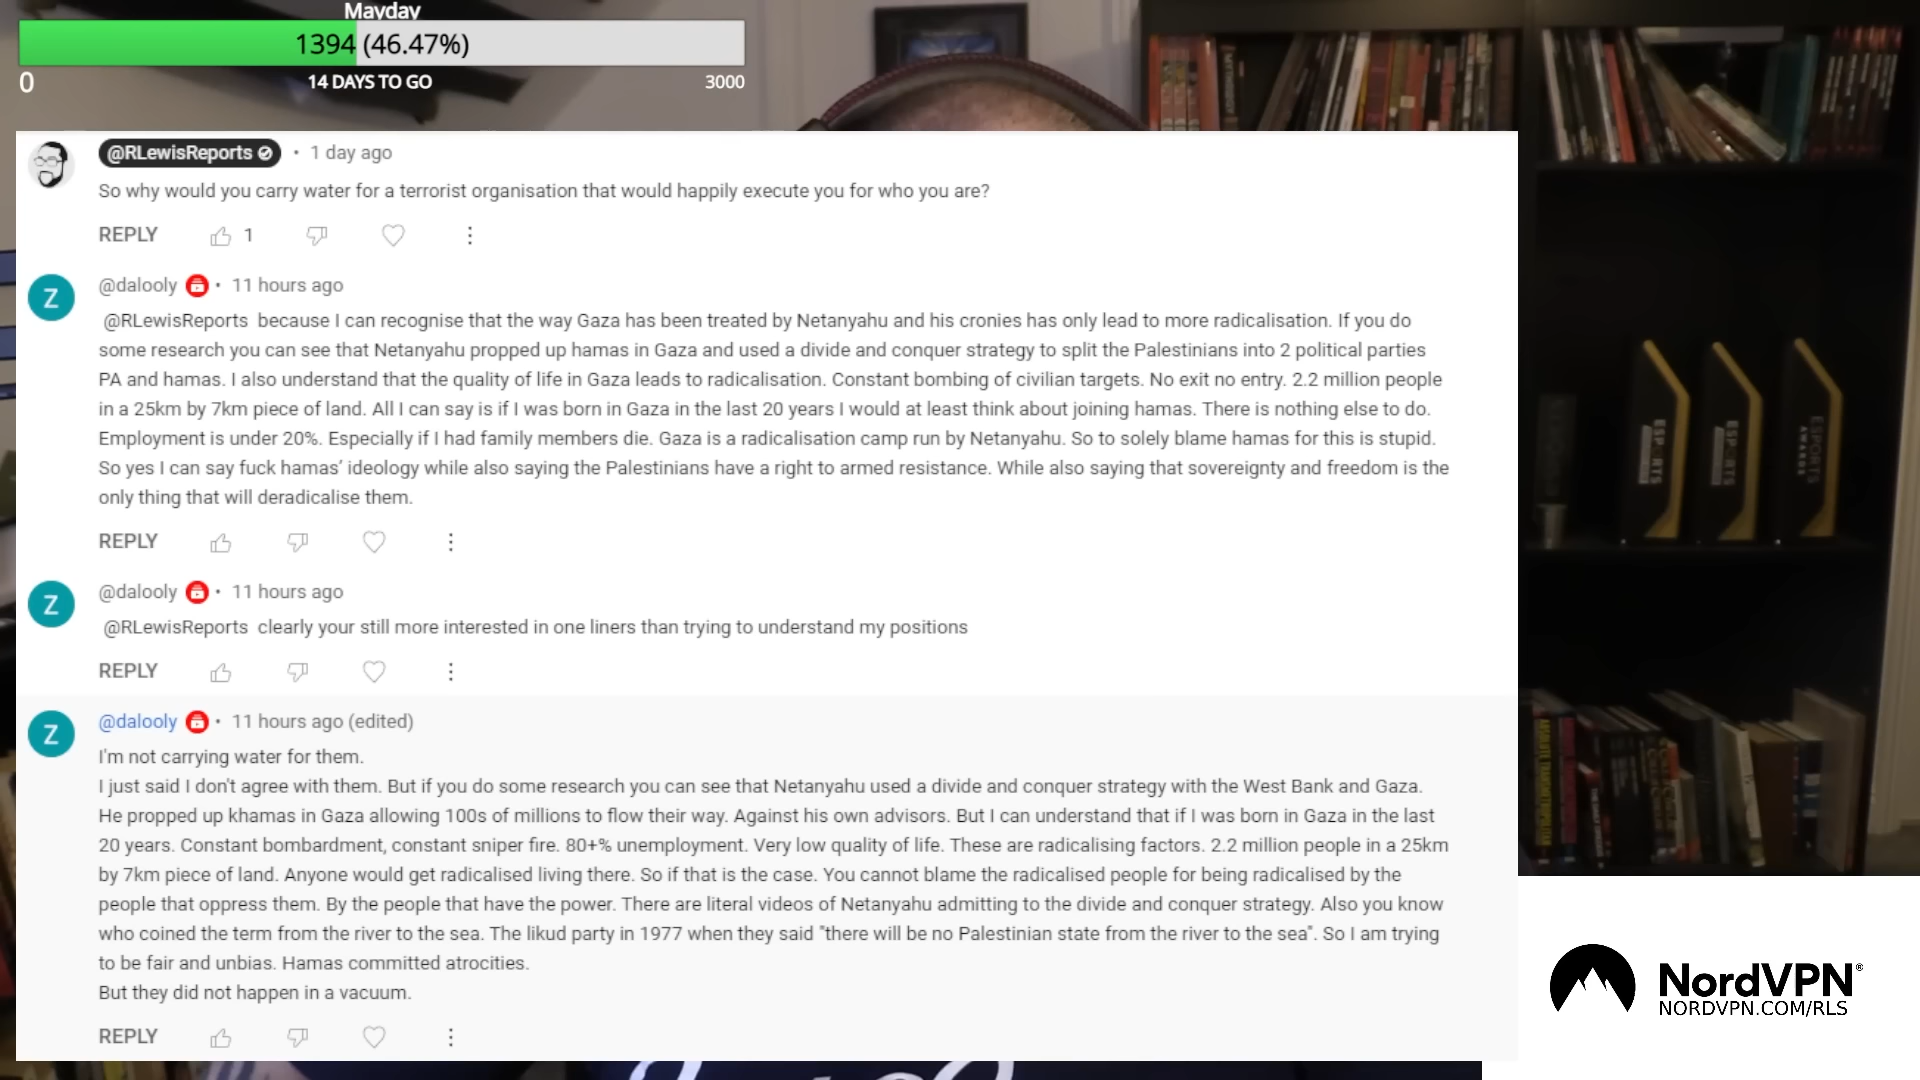 Mayday
1394 (46.47%)
0
14 DAYS TO GO
3000
@RLewisReports • 1 day ago
So why would you carry water for a terrorist organisation that would happily execute you for who you are?
REPLY 1
Z
@dalooly • 11 hours ago
@RLewisReports because I can recognise that the way Gaza has been treated by Netanyahu and his cronies has only lead to more radicalisation. If you do
some research you can see that Netanyahu propped up hamas in Gaza and used a divide and conquer strategy to split the Palestinians into 2 political parties
PA and hamas. I also understand that the quality of life in Gaza leads to radicalisation. Constant bombing of civilian targets. No exit no entry. 2.2 million people
in a 25km by 7km piece of land. All I can say is if I was born in Gaza in the last 20 years I would at least think about joining hamas. There is nothing else to do.
Employment is under 20%. Especially if I had family members die. Gaza is a radicalisation camp run by Netanyahu. So to solely blame hamas for this is stupid.
So yes I can say fuck hamas’ ideology while also saying the Palestinians have a right to armed resistance. While also saying that sovereignty and freedom is the
only thing that will deradicalise them.
REPLY
Z
@dalooly • 11 hours ago
@RLewisReports clearly your still more interested in one liners than trying to understand my positions
REPLY
Z
@dalooly • 11 hours ago (edited)
I'm not carrying water for them.
I just said I don't agree with them. But if you do some research you can see that Netanyahu used a divide and conquer strategy with the West Bank and Gaza.
He propped up khamas in Gaza allowing 100s of millions to flow their way. Against his own advisors. But I can understand that if I was born in Gaza in the last
20 years. Constant bombardment, constant sniper fire. 80+% unemployment. Very low quality of life. These are radicalising factors. 2.2 million people in a 25km
by 7km piece of land. Anyone would get radicalised living there. So if that is the case. You cannot blame the radicalised people for being radicalised by the
people that oppress them. By the people that have the power. There are literal videos of Netanyahu admitting to the divide and conquer strategy. Also you know
who coined the term from the river to the sea. The likud party in 1977 when they said "there will be no Palestinian state from the river to the sea". So I am trying
to be fair and unbias. Hamas committed atrocities.
But they did not happen in a vacuum.
REPLY
ESPORTS
ESPORTS
ESPORTS
AWARDS
NordVPN®
NORDVPN.COM/RLS